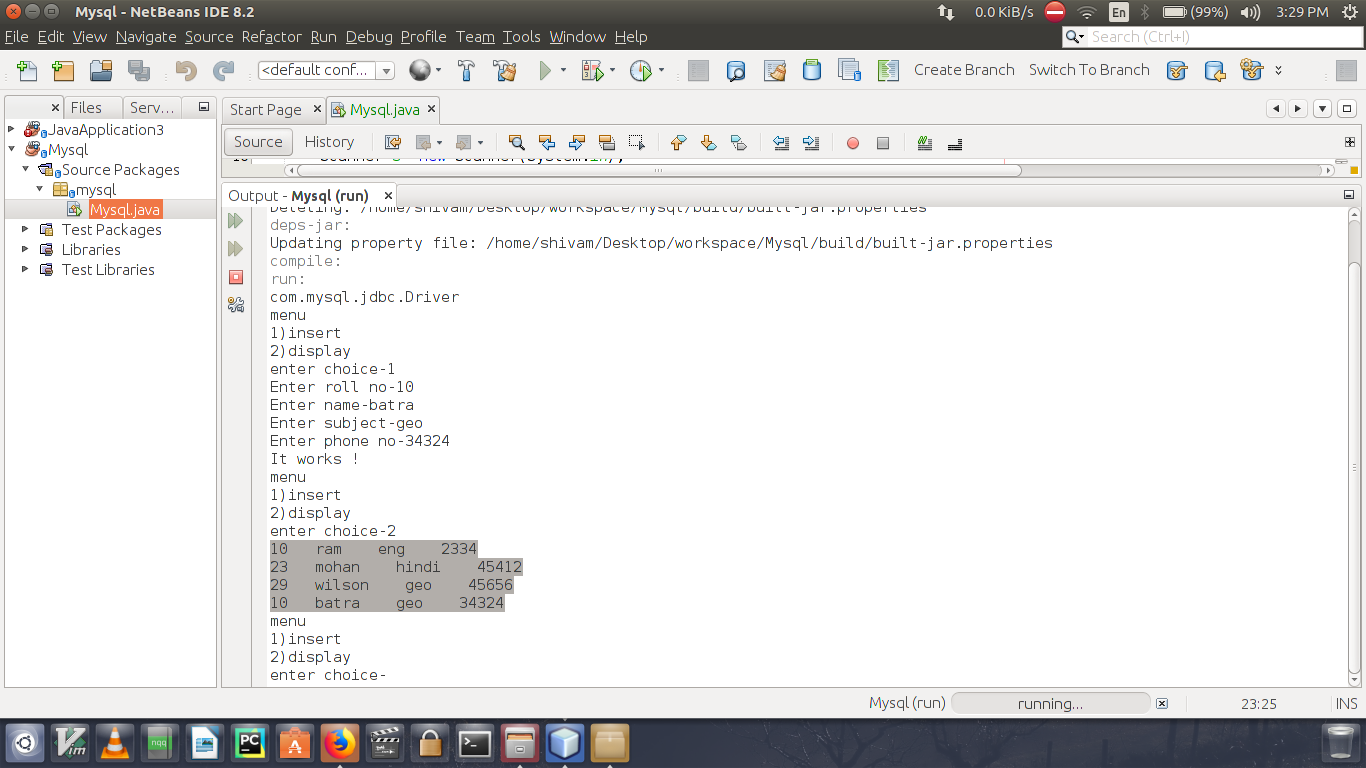 Mysql - NetBeans IDE 8.2
0.0 KiB/s En (99%) 3:29 PM
File Edit View Navigate Source Refactor Run Debug Profile Team Tools Window Help
Search (Ctrl+I)
<default conf... Create Branch Switch To Branch
Files Serv... Start Page Mysql.java
JavaApplication3
Mysql
Source Packages
mysql
Mysql.java
Test Packages
Libraries
Test Libraries
Source History
Output - Mysql (run)
Deleting: /home/shivam/Desktop/workspace/Mysql/build/built-jar.properties
deps-jar:
Updating property file: /home/shivam/Desktop/workspace/Mysql/build/built-jar.properties
compile:
run:
com.mysql.jdbc.Driver
menu
1)insert
2)display
enter choice-1
Enter roll no-10
Enter name-batra
Enter subject-geo
Enter phone no-34324
It works !
menu
1)insert
2)display
enter choice-2
10 ram eng 2334
23 mohan hindi 45412
29 wilson geo 45656
10 batra geo 34324
menu
1)insert
2)display
enter choice-
Mysql (run) running... 23:25 INS
Vim nqq PC